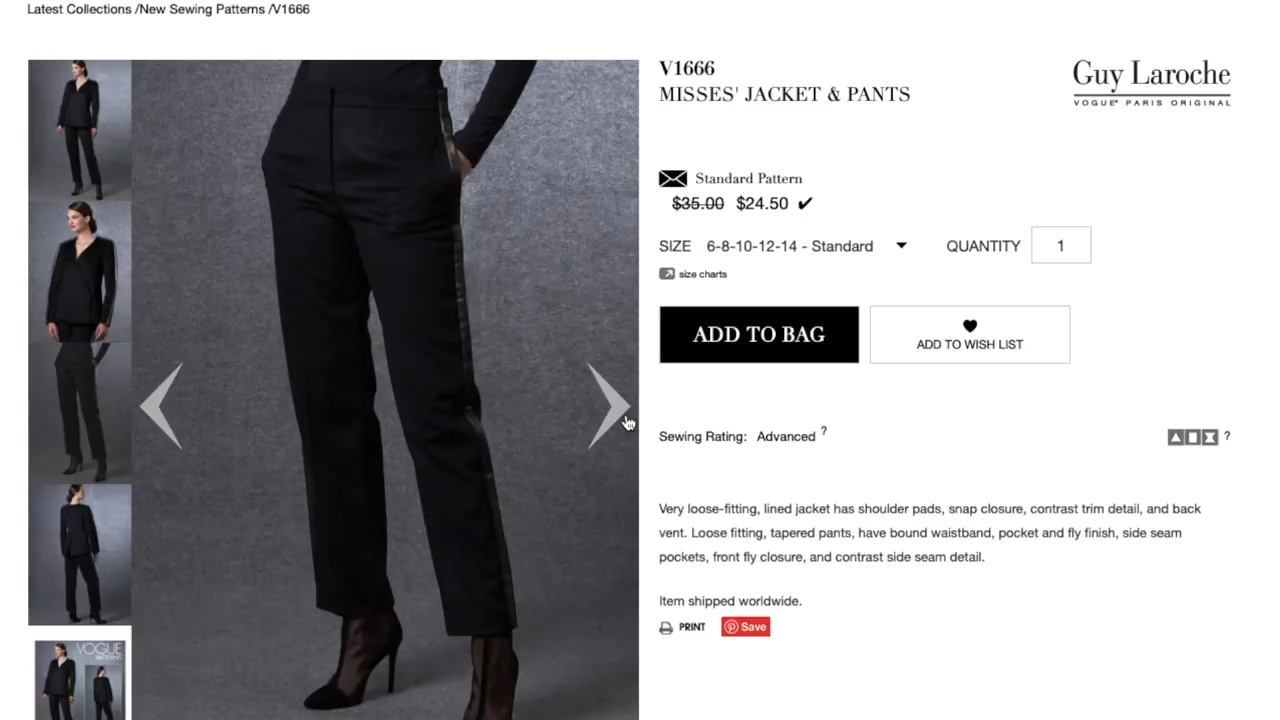 Latest Collections /New Sewing Patterns /V1666
V1666
MISSES' JACKET & PANTS
Guy Laroche
VOGUE® PARIS ORIGINAL
Standard Pattern
$35.00 $24.50 ✔
SIZE 6-8-10-12-14 - Standard QUANTITY 1
size charts
ADD TO BAG
ADD TO WISH LIST
Sewing Rating: Advanced ?
?
Very loose-fitting, lined jacket has shoulder pads, snap closure, contrast trim detail, and back
vent. Loose fitting, tapered pants, have bound waistband, pocket and fly finish, side seam
pockets, front fly closure, and contrast side seam detail.
Item shipped worldwide.
PRINT Save
VOGUE